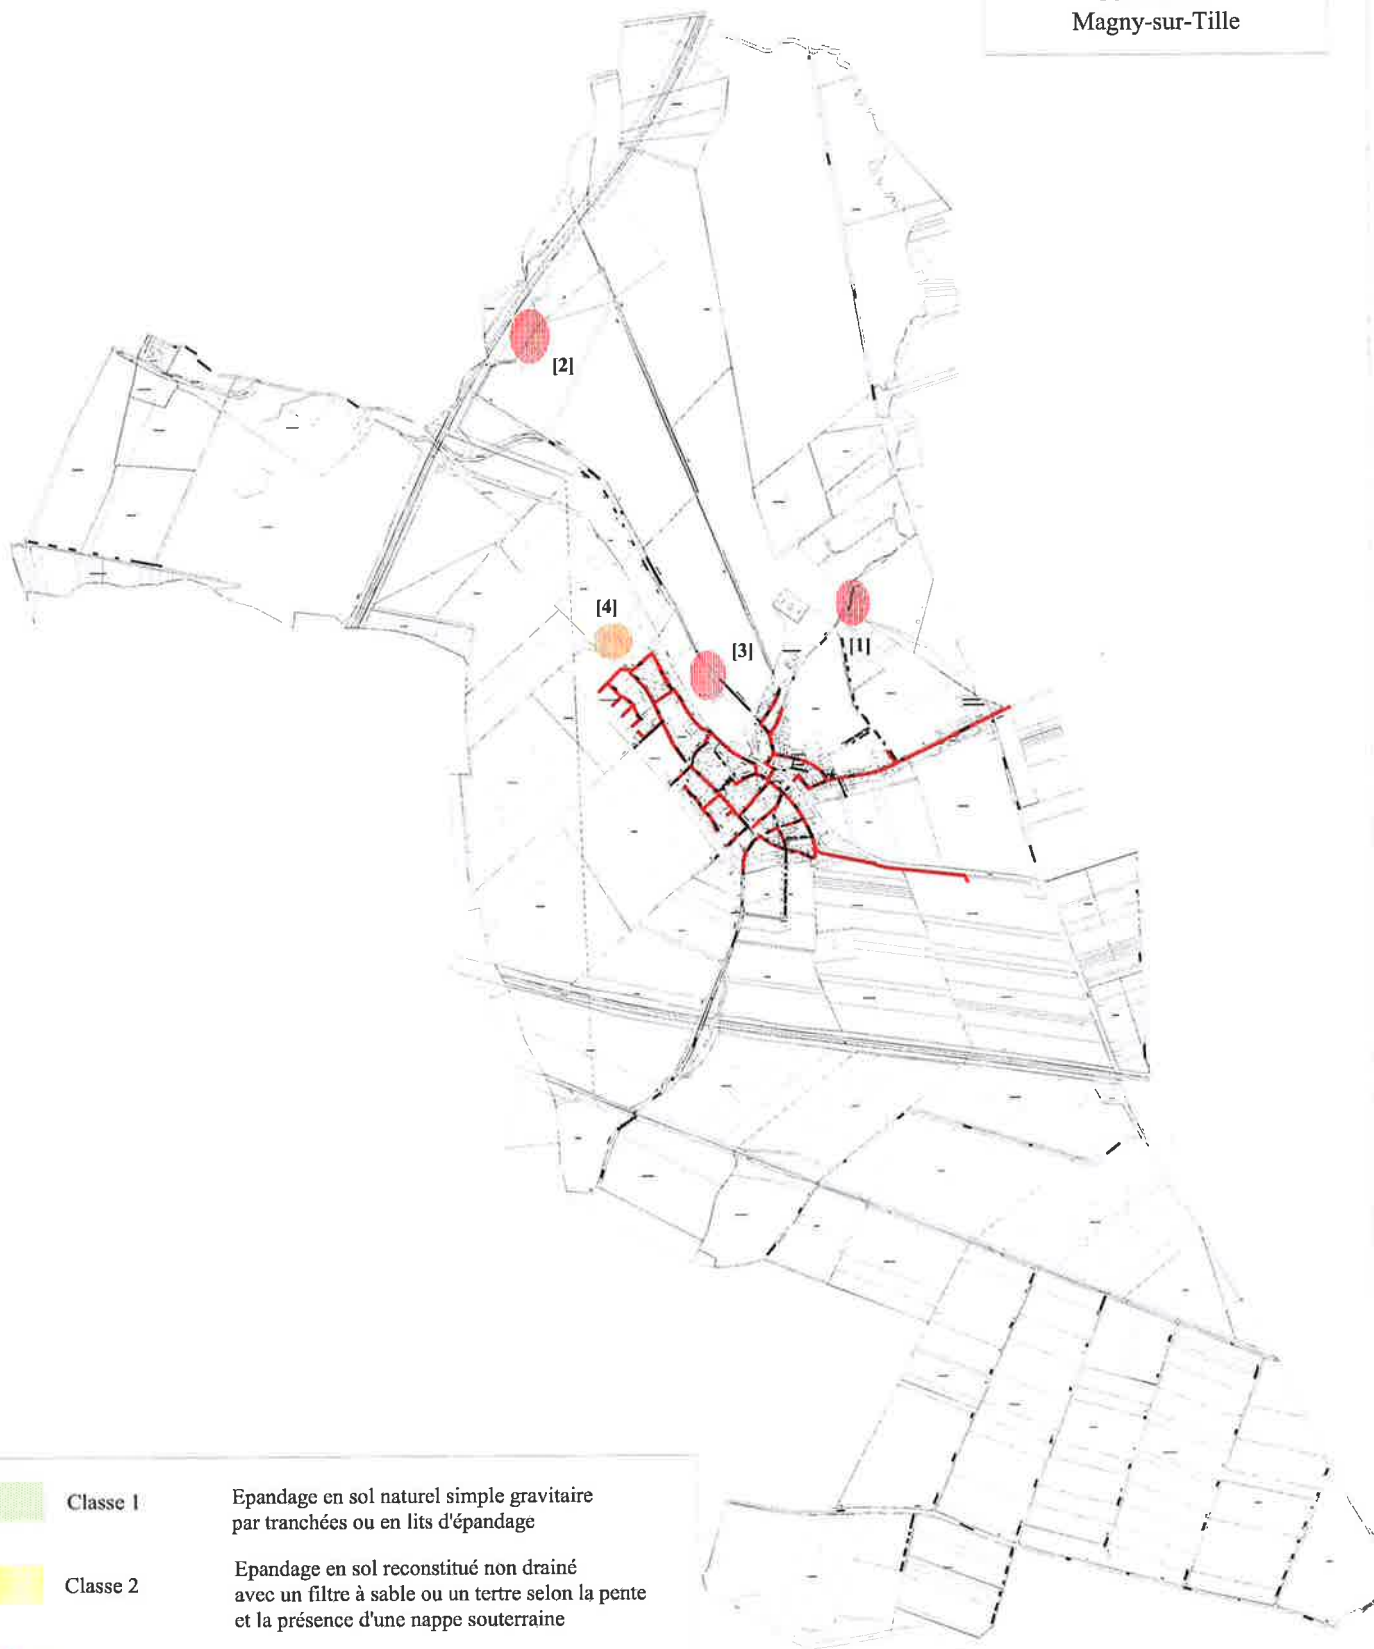 Magny-sur-Tille
[2]
[4]
[3]
[1]
Classe 1
Epandage en sol naturel simple gravitaire
par tranchées ou en lits d'épandage
Classe 2
Epandage en sol reconstitué non drainé
avec un filtre à sable ou un tertre selon la pente
et la présence d'une nappe souterraine